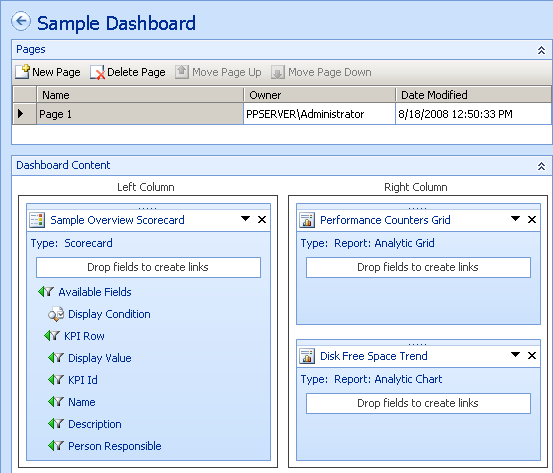 Sample Dashboard
Pages
New Page Delete Page Move Page Up Move Page Down
Name Owner Date Modified
Page 1 PPSERVER\Administrator 8/18/2008 12:50:33 PM
Dashboard Content
Left Column
Sample Overview Scorecard
Type: Scorecard
Drop fields to create links
Available Fields
Display Condition
KPI Row
Display Value
KPI Id
Name
Description
Person Responsible
Right Column
Performance Counters Grid
Type: Report: Analytic Grid
Drop fields to create links
Disk Free Space Trend
Type: Report: Analytic Chart
Drop fields to create links